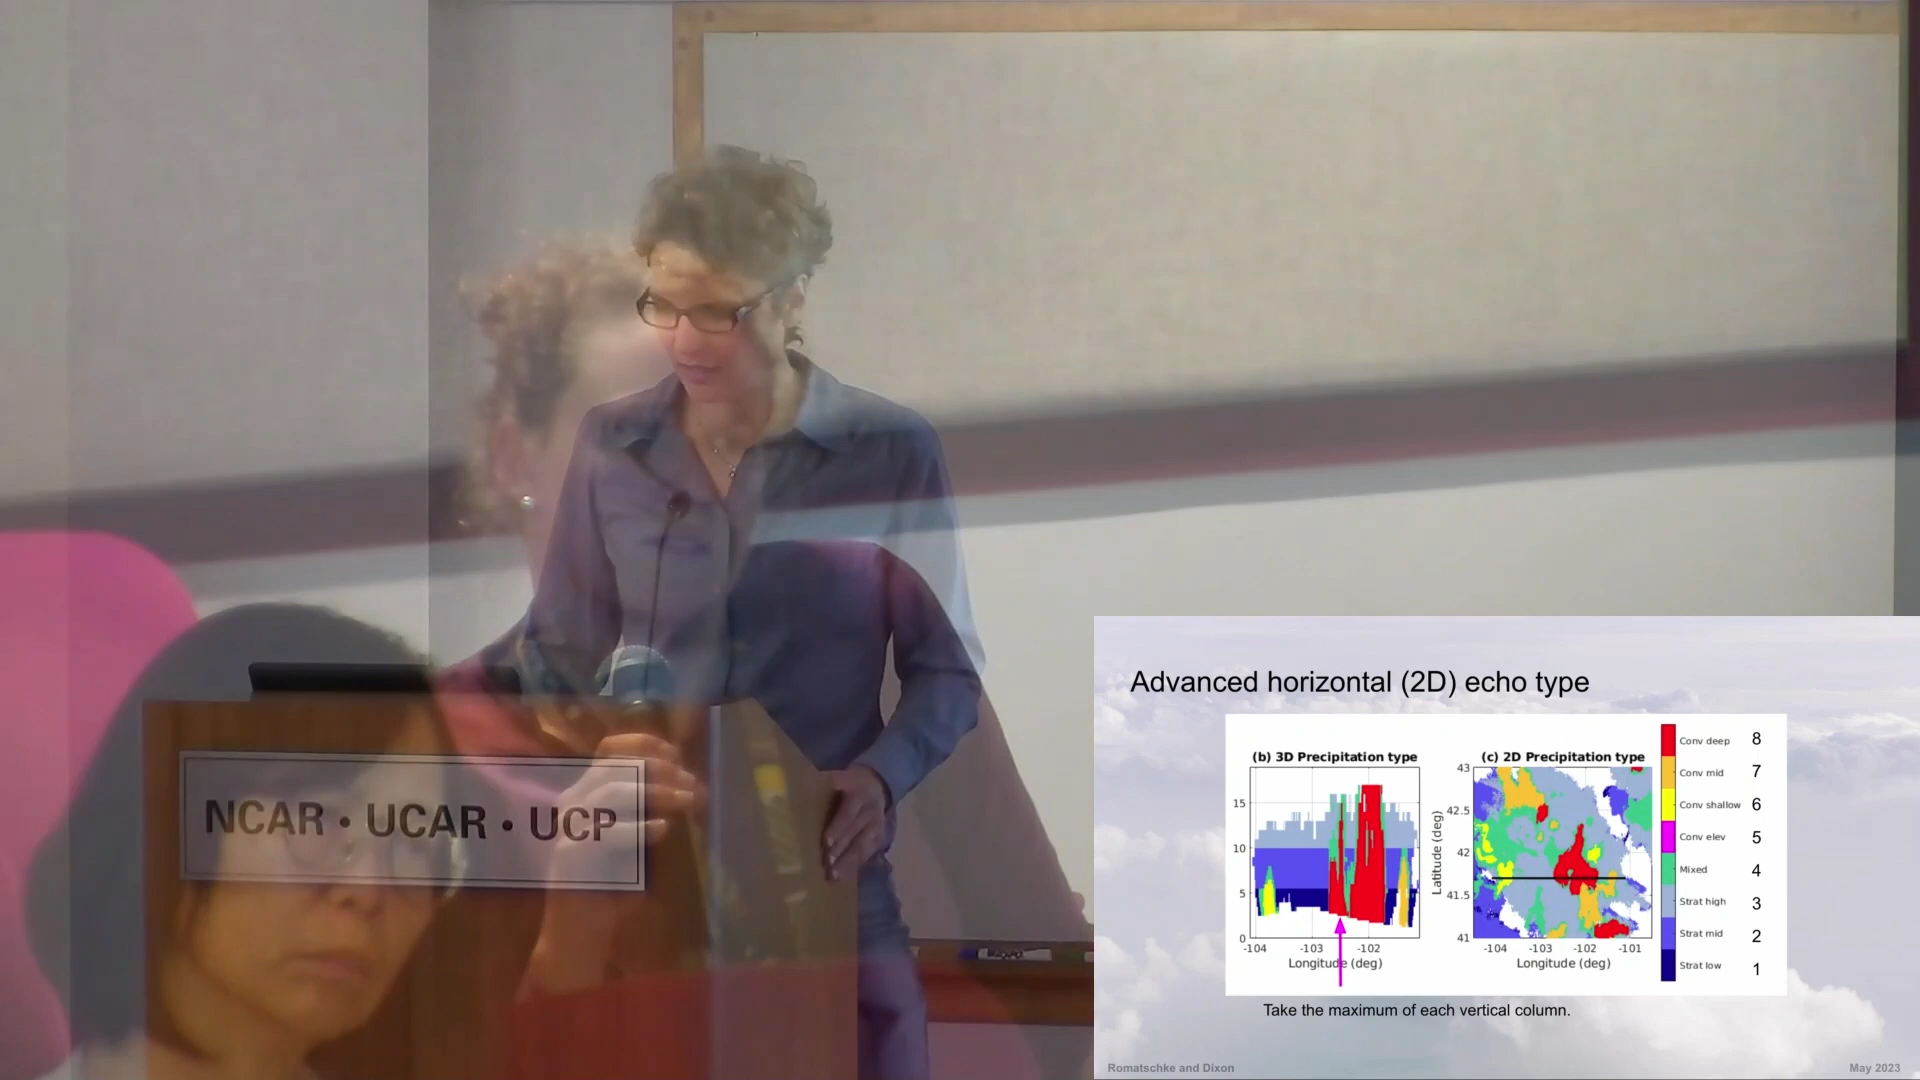 NCAR • UCAR • UCP
Advanced horizontal (2D) echo type
(b) 3D Precipitation type
15
10
5
0
-104
-103
-102
Longitude (deg)
(c) 2D Precipitation type
Latitude (deg)
43
42.5
42
41.5
41
-104
-103
-102
-101
Longitude (deg)
Conv deep 8
Conv mid 7
Conv shallow 6
Conv elev 5
Mixed 4
Strat high 3
Strat mid 2
Strat low 1
Take the maximum of each vertical column.
Romatschke and Dixon
May 2023